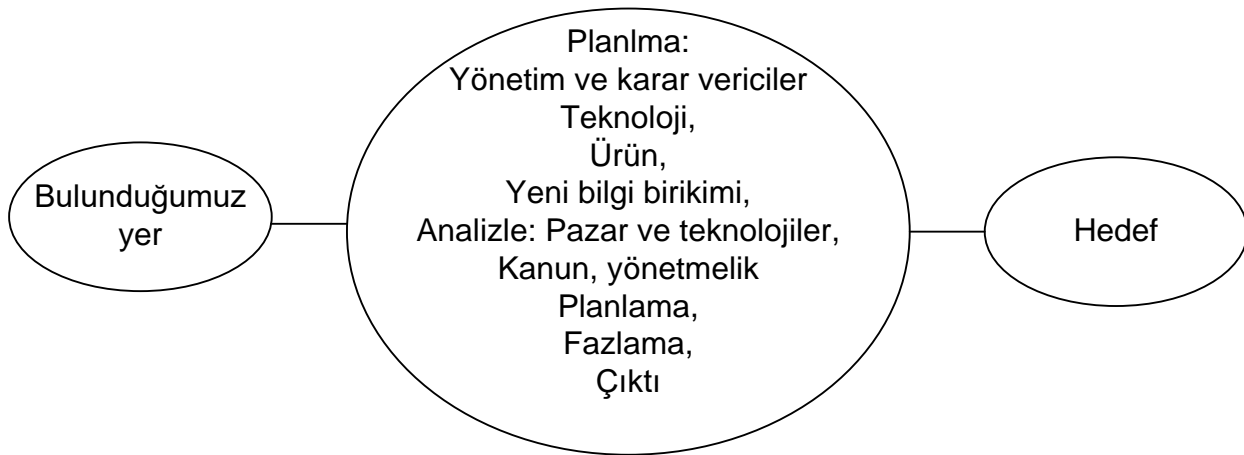 Bulunduğumuz
yer
Planlma:
Yönetim ve karar vericiler
Teknoloji,
Ürün,
Yeni bilgi birikimi,
Analizle: Pazar ve teknolojiler,
Kanun, yönetmelik
Planlama,
Fazlama,
Çıktı
Hedef